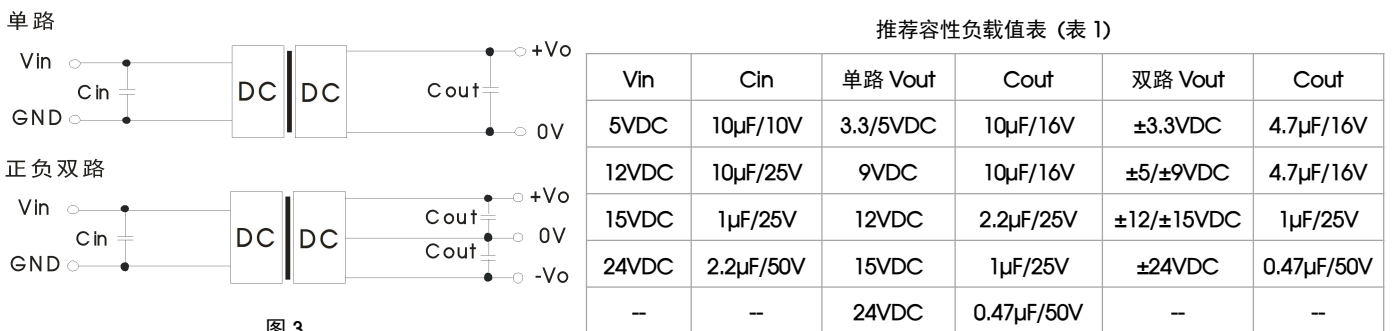 单路
Vin
Cin
GND
DC DC
Cout
+Vo
0V
正负双路
Vin
Cin
GND
DC DC
Cout
Cout
+Vo
0V
-Vo
图 3
推荐容性负载值表 (表 1)
Vin Cin 单路 Vout Cout 双路 Vout Cout
5VDC 10μF/10V 3.3/5VDC 10μF/16V ±3.3VDC 4.7μF/16V
12VDC 10μF/25V 9VDC 10μF/16V ±5/±9VDC 4.7μF/16V
15VDC 1μF/25V 12VDC 2.2μF/25V ±12/±15VDC 1μF/25V
24VDC 2.2μF/50V 15VDC 1μF/25V ±24VDC 0.47μF/50V
-- -- 24VDC 0.47μF/50V -- --